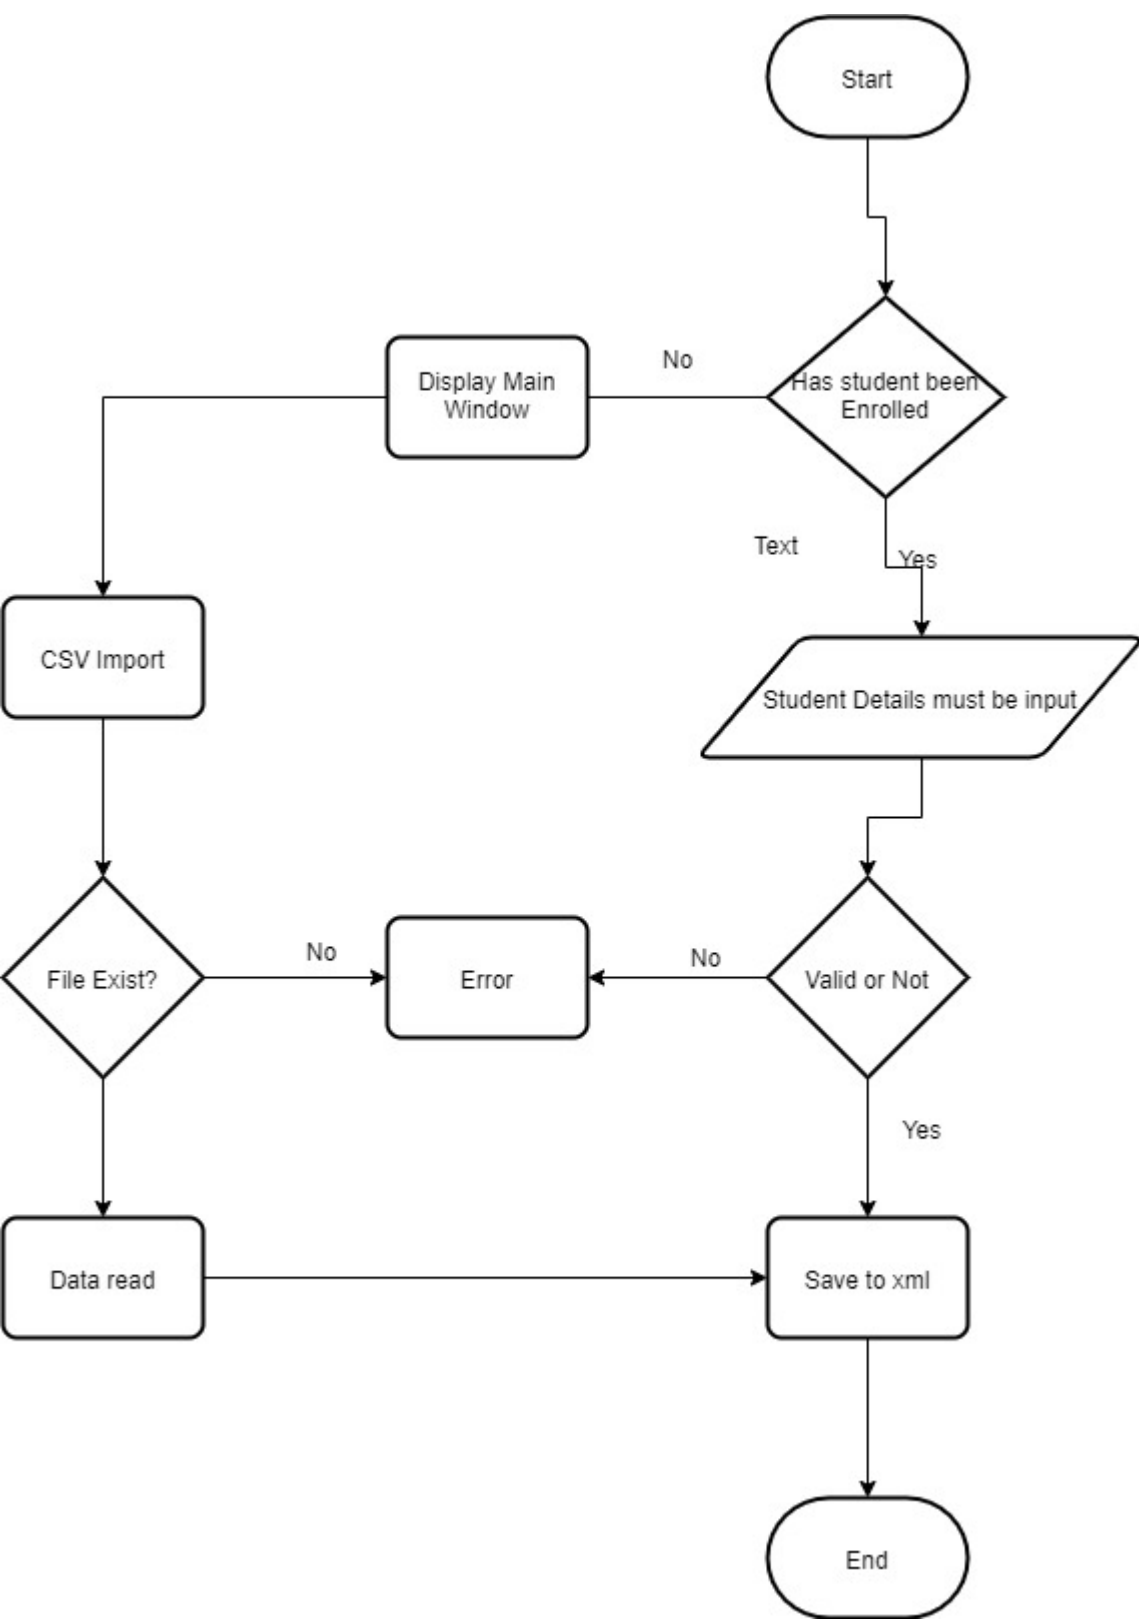 Start
No
Has student been
Enrolled
Display Main
Window
Text
Yes
CSV Import
Student Details must be input
File Exist?
No
Error
No
Valid or Not
Yes
Data read
Save to xml
End